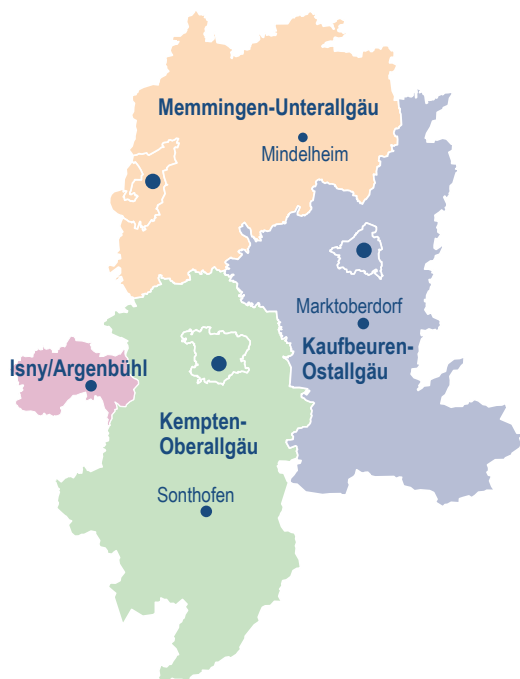 Memmingen-Unterallgäu
Mindelheim
Marktoberdorf
Kaufbeuren-
Ostallgäu
Isny/Argenbühl
Kempten-
Oberallgäu
Sonthofen